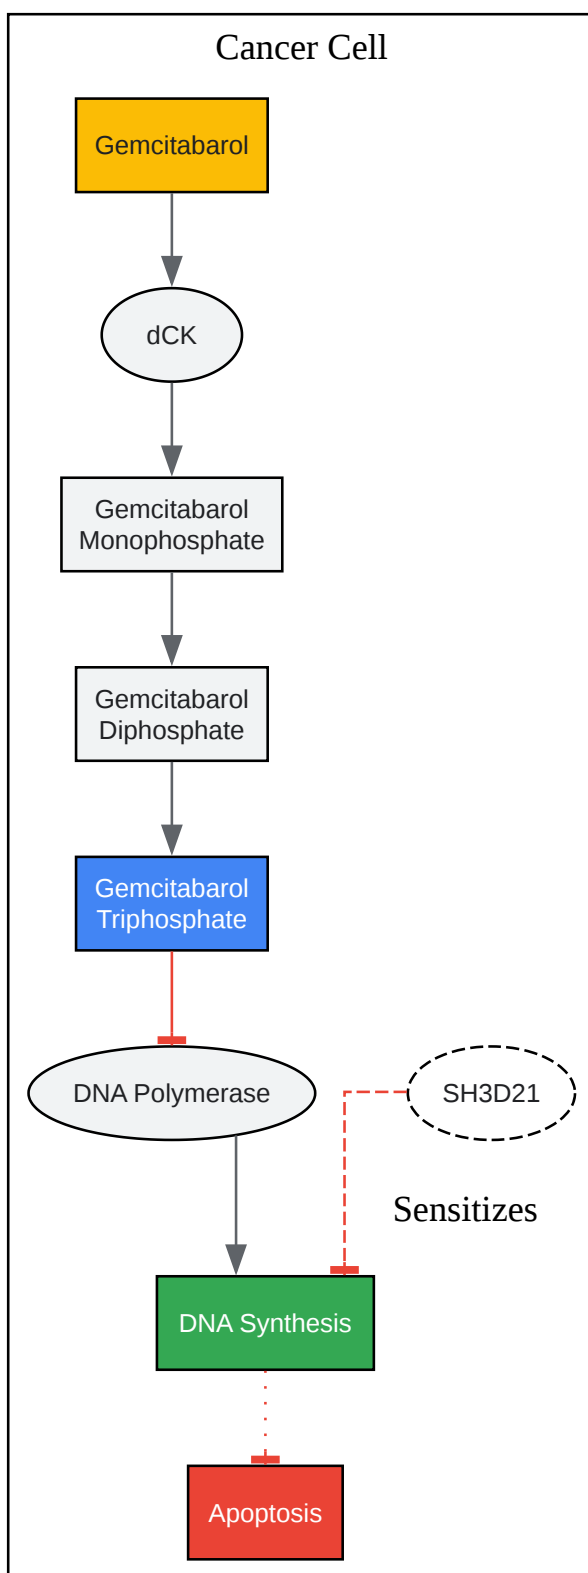 Cancer Cell
Gemcitabarol
dCK
Gemcitabarol
Monophosphate
Gemcitabarol
Diphosphate
Gemcitabarol
Triphosphate
DNA Polymerase
SH3D21
Sensitizes
DNA Synthesis
Apoptosis